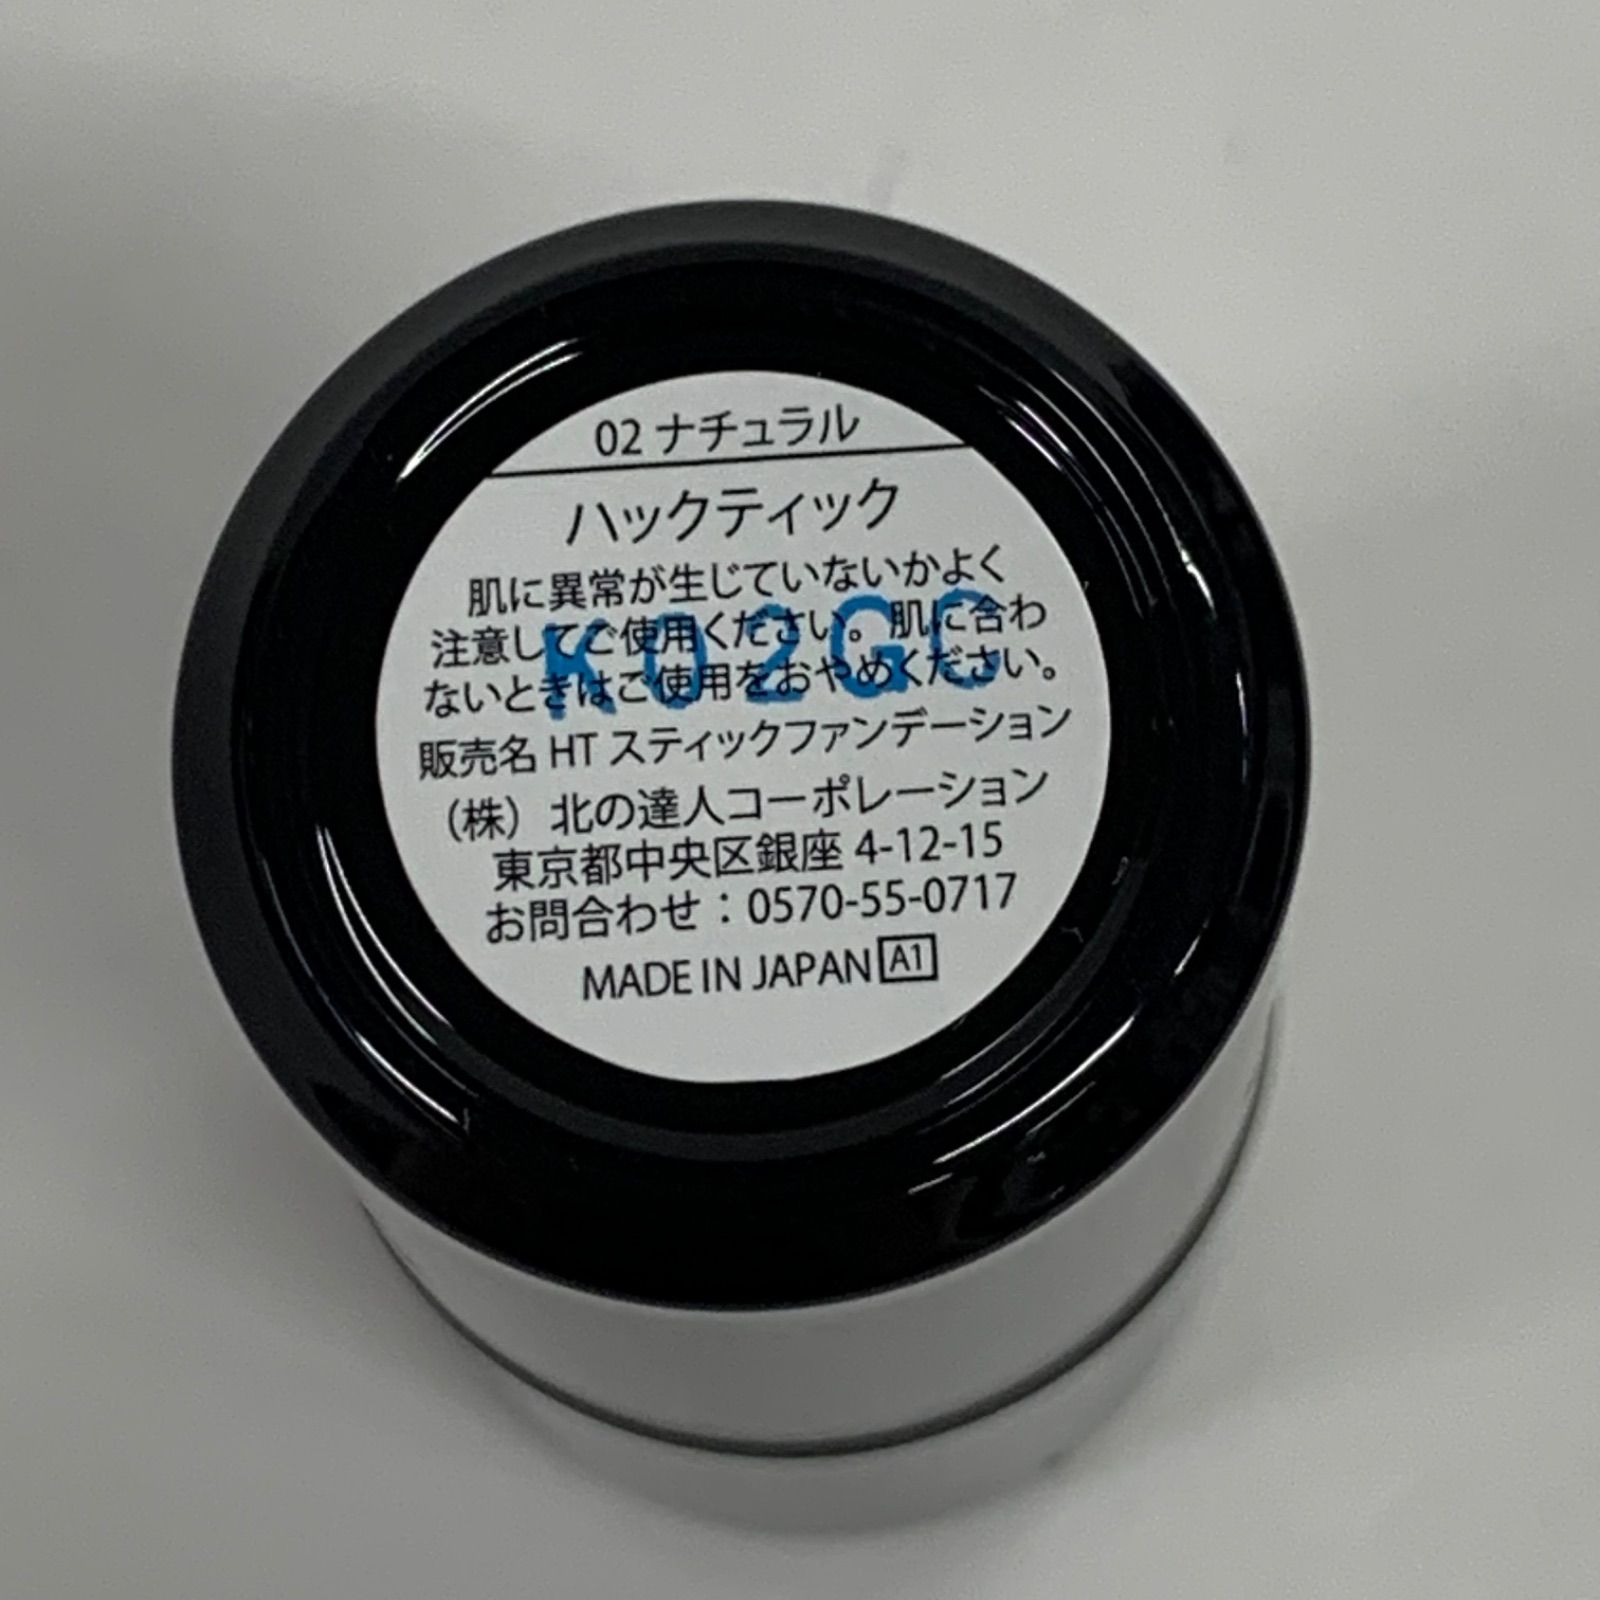 02 ナチュラル
ハックティック
肌に異常が生じていないかよく
注意してご使用ください。肌に合わ
ないときはご使用をおやめください。
K02GC
販売名 HT スティックファンデーション
（株）北の達人コーポレーション
東京都中央区銀座 4-12-15
お問合わせ：0570-55-0717
MADE IN JAPAN A1